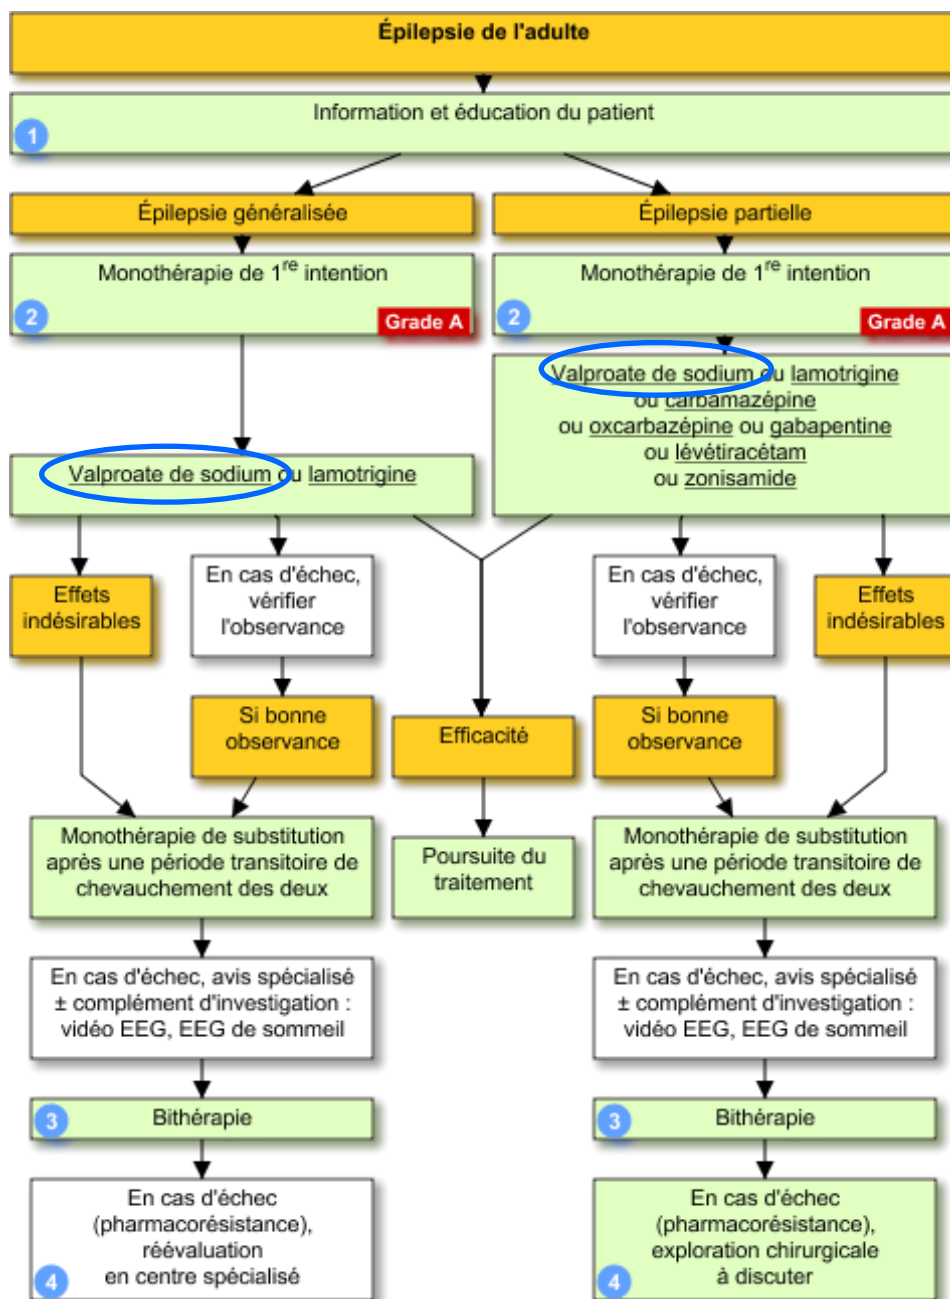 Épilepsie de l'adulte
Information et éducation du patient
1
Épilepsie généralisée
Épilepsie partielle
Monothérapie de 1re intention
2
Grade A
Monothérapie de 1re intention
2
Grade A
Valproate de sodium ou lamotrigine
ou carbamazépine
ou oxcarbazépine ou gabapentine
ou lévétiracétam
ou zonisamide
Valproate de sodium ou lamotrigine
Effets
indésirables
En cas d'échec,
vérifier
l'observance
En cas d'échec,
vérifier
l'observance
Effets
indésirables
Si bonne
observance
Efficacité
Si bonne
observance
Monothérapie de substitution
après une période transitoire de
chevauchement des deux
Poursuite du
traitement
Monothérapie de substitution
après une période transitoire de
chevauchement des deux
En cas d'échec, avis spécialisé
± complément d'investigation :
vidéo EEG, EEG de sommeil
En cas d'échec, avis spécialisé
± complément d'investigation :
vidéo EEG, EEG de sommeil
3
Bithérapie
3
Bithérapie
En cas d'échec
(pharmacorésistance),
réévaluation
en centre spécialisé
4
En cas d'échec
(pharmacorésistance),
exploration chirurgicale
à discuter
4